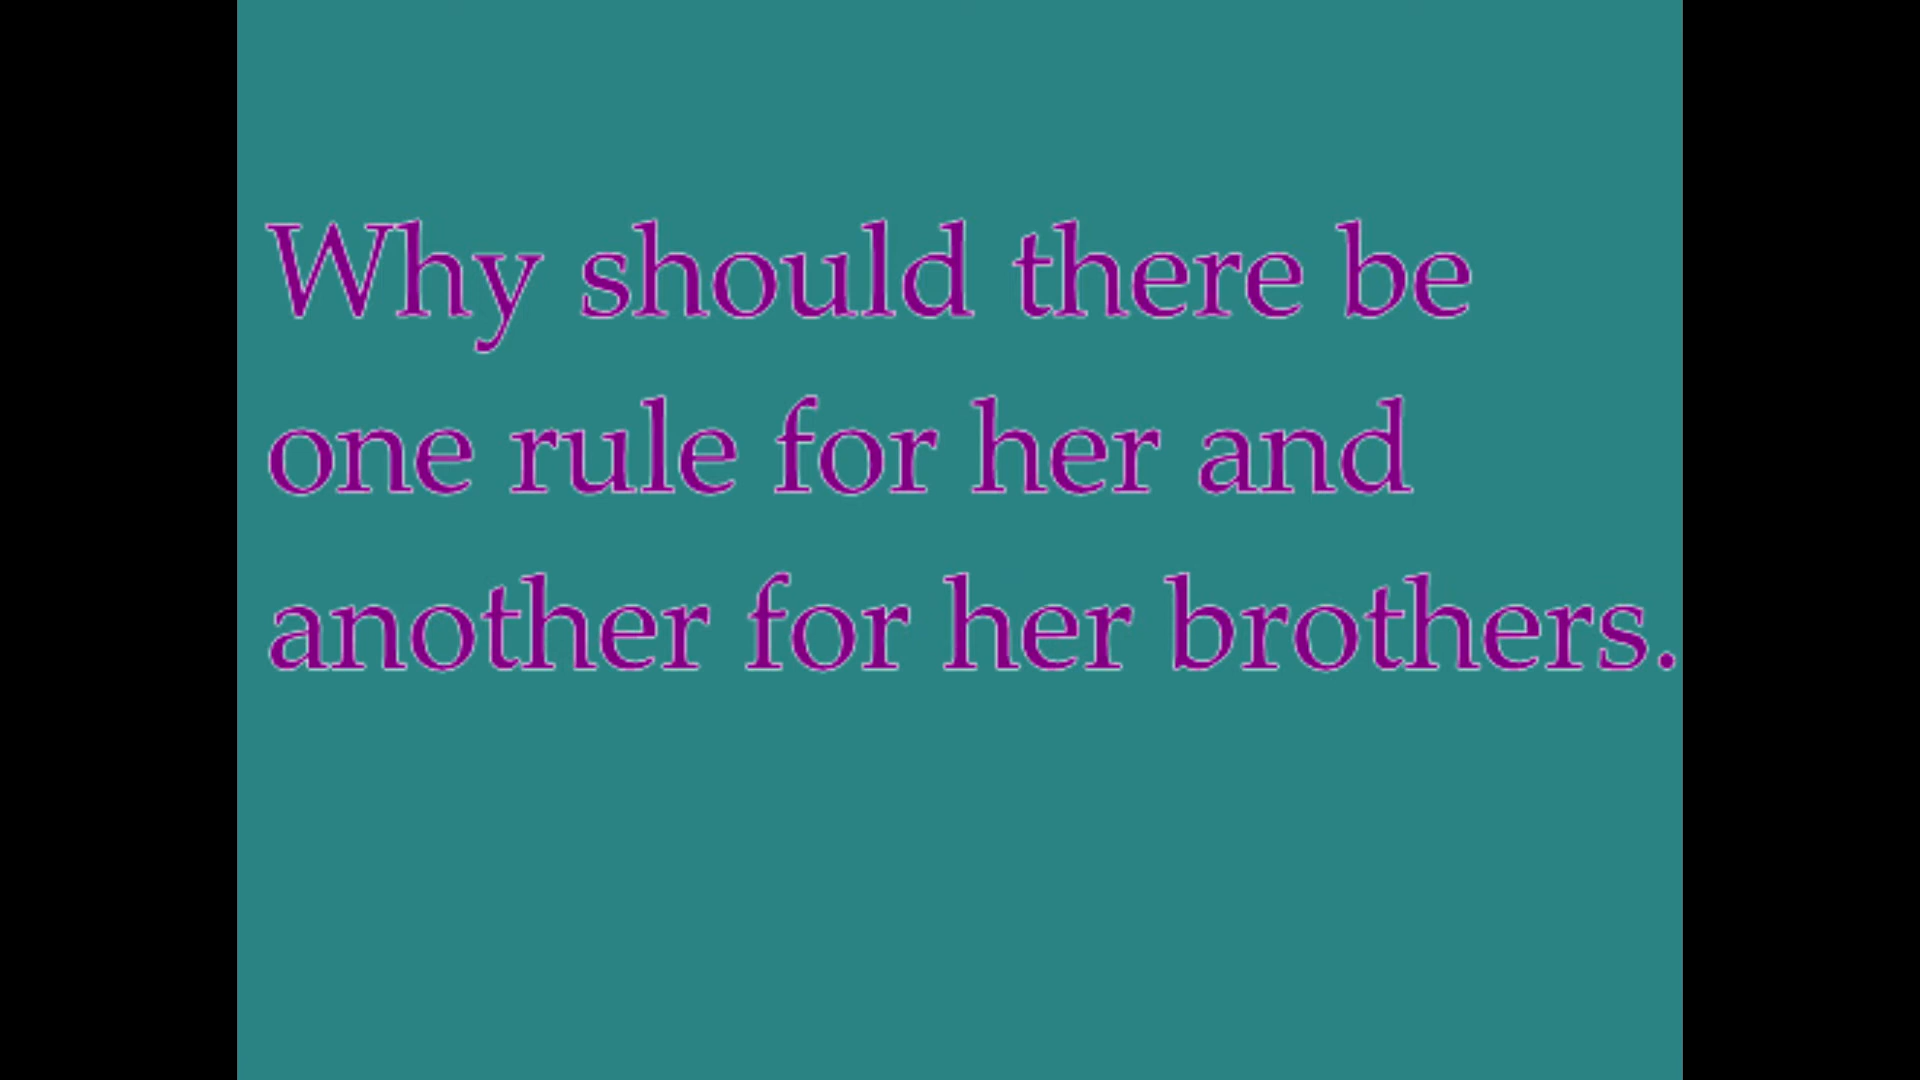 Why should there be
one rule for her and
another for her brothers.